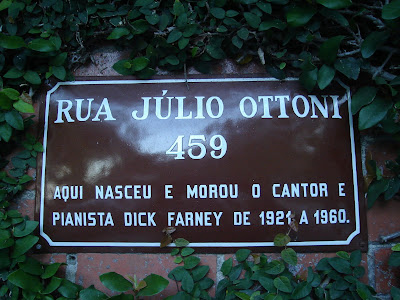 RUA JÚLIO OTTONI
459
AQUI NASCEU E MOROU O CANTOR E
PIANISTA DICK FARNEY DE 1921 A 1960.